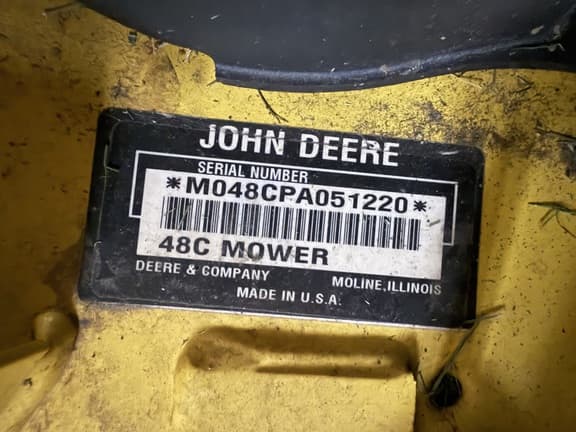 JOHN DEERE
SERIAL NUMBER
*M048CPA051220*
48C MOWER
DEERE & COMPANY MOLINE, ILLINOIS
MADE IN U.S.A.